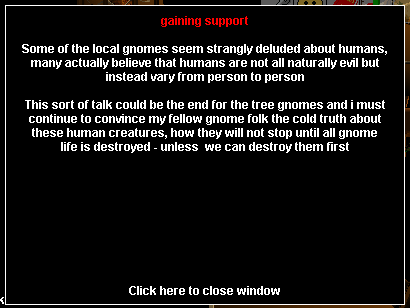 gaining support
Some of the local gnomes seem strangly deluded about humans,
many actually believe that humans are not all naturally evil but
instead vary from person to person
This sort of talk could be the end for the tree gnomes and i must
continue to convince my fellow gnome folk the cold truth about
these human creatures, how they will not stop until all gnome
life is destroyed - unless we can destroy them first
Click here to close window